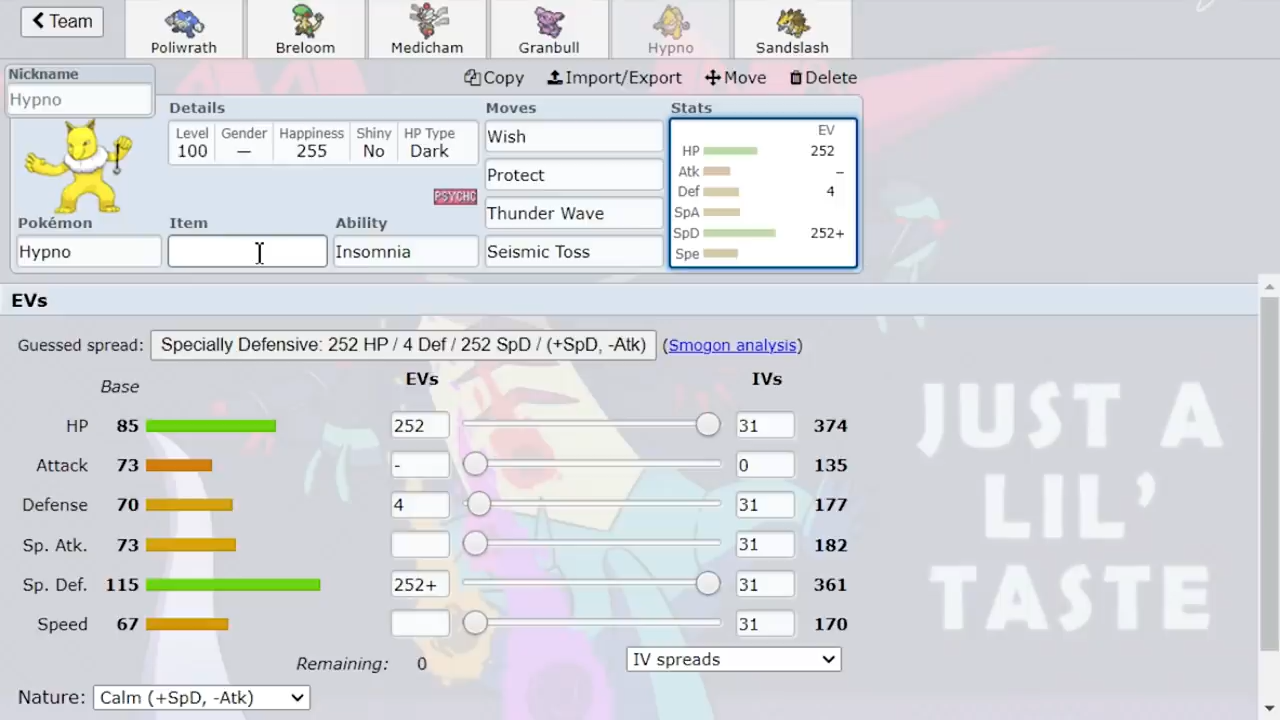 Team
Poliwrath
Breloom
Medicham
Granbull
Hypno
Sandslash
Copy
Import/Export
Move
Delete
Nickname
Hypno
Details
Level
100
Gender
—
Happiness
255
Shiny
No
HP Type
Dark
PSYCHC
Pokémon
Hypno
Item
Ability
Insomnia
Moves
Wish
Protect
Thunder Wave
Seismic Toss
Stats
EV
HP 252
Atk –
Def 4
SpA
SpD 252+
Spe
EVs
Guessed spread: Specially Defensive: 252 HP / 4 Def / 252 SpD / (+SpD, -Atk) (Smogon analysis)
Base EVs IVs
HP 85 252 31 374
Attack 73 - 0 135
Defense 70 4 31 177
Sp. Atk. 73 31 182
Sp. Def. 115 252+ 31 361
Speed 67 31 170
Remaining: 0
IV spreads
Nature: Calm (+SpD, -Atk)
JUST A
LIL'
TASTE